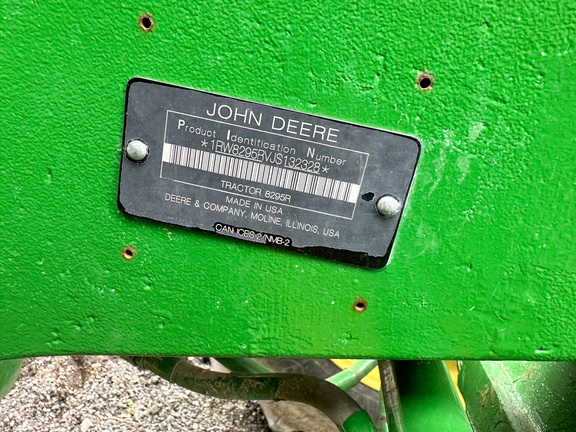 JOHN DEERE
Product Identification Number
*1RW8295RVJS132328*
TRACTOR 8295R
MADE IN USA
DEERE & COMPANY, MOLINE, ILLINOIS, USA
CAN ICES-2/NMB-2